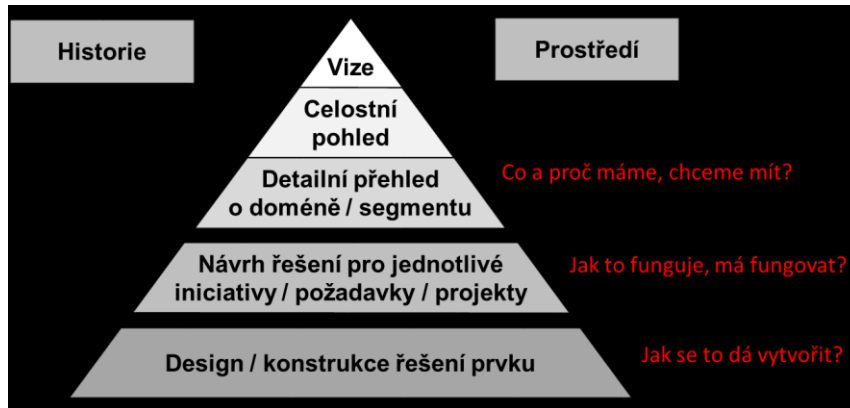 Historie
Prostředí
Vize
Celostní
pohled
Detailní přehled
o doméně / segmentu
Co a proč máme, chceme mít?
Návrh řešení pro jednotlivé
iniciativy / požadavky / projekty
Jak to funguje, má fungovat?
Design / konstrukce řešení prvku
Jak se to dá vytvořit?